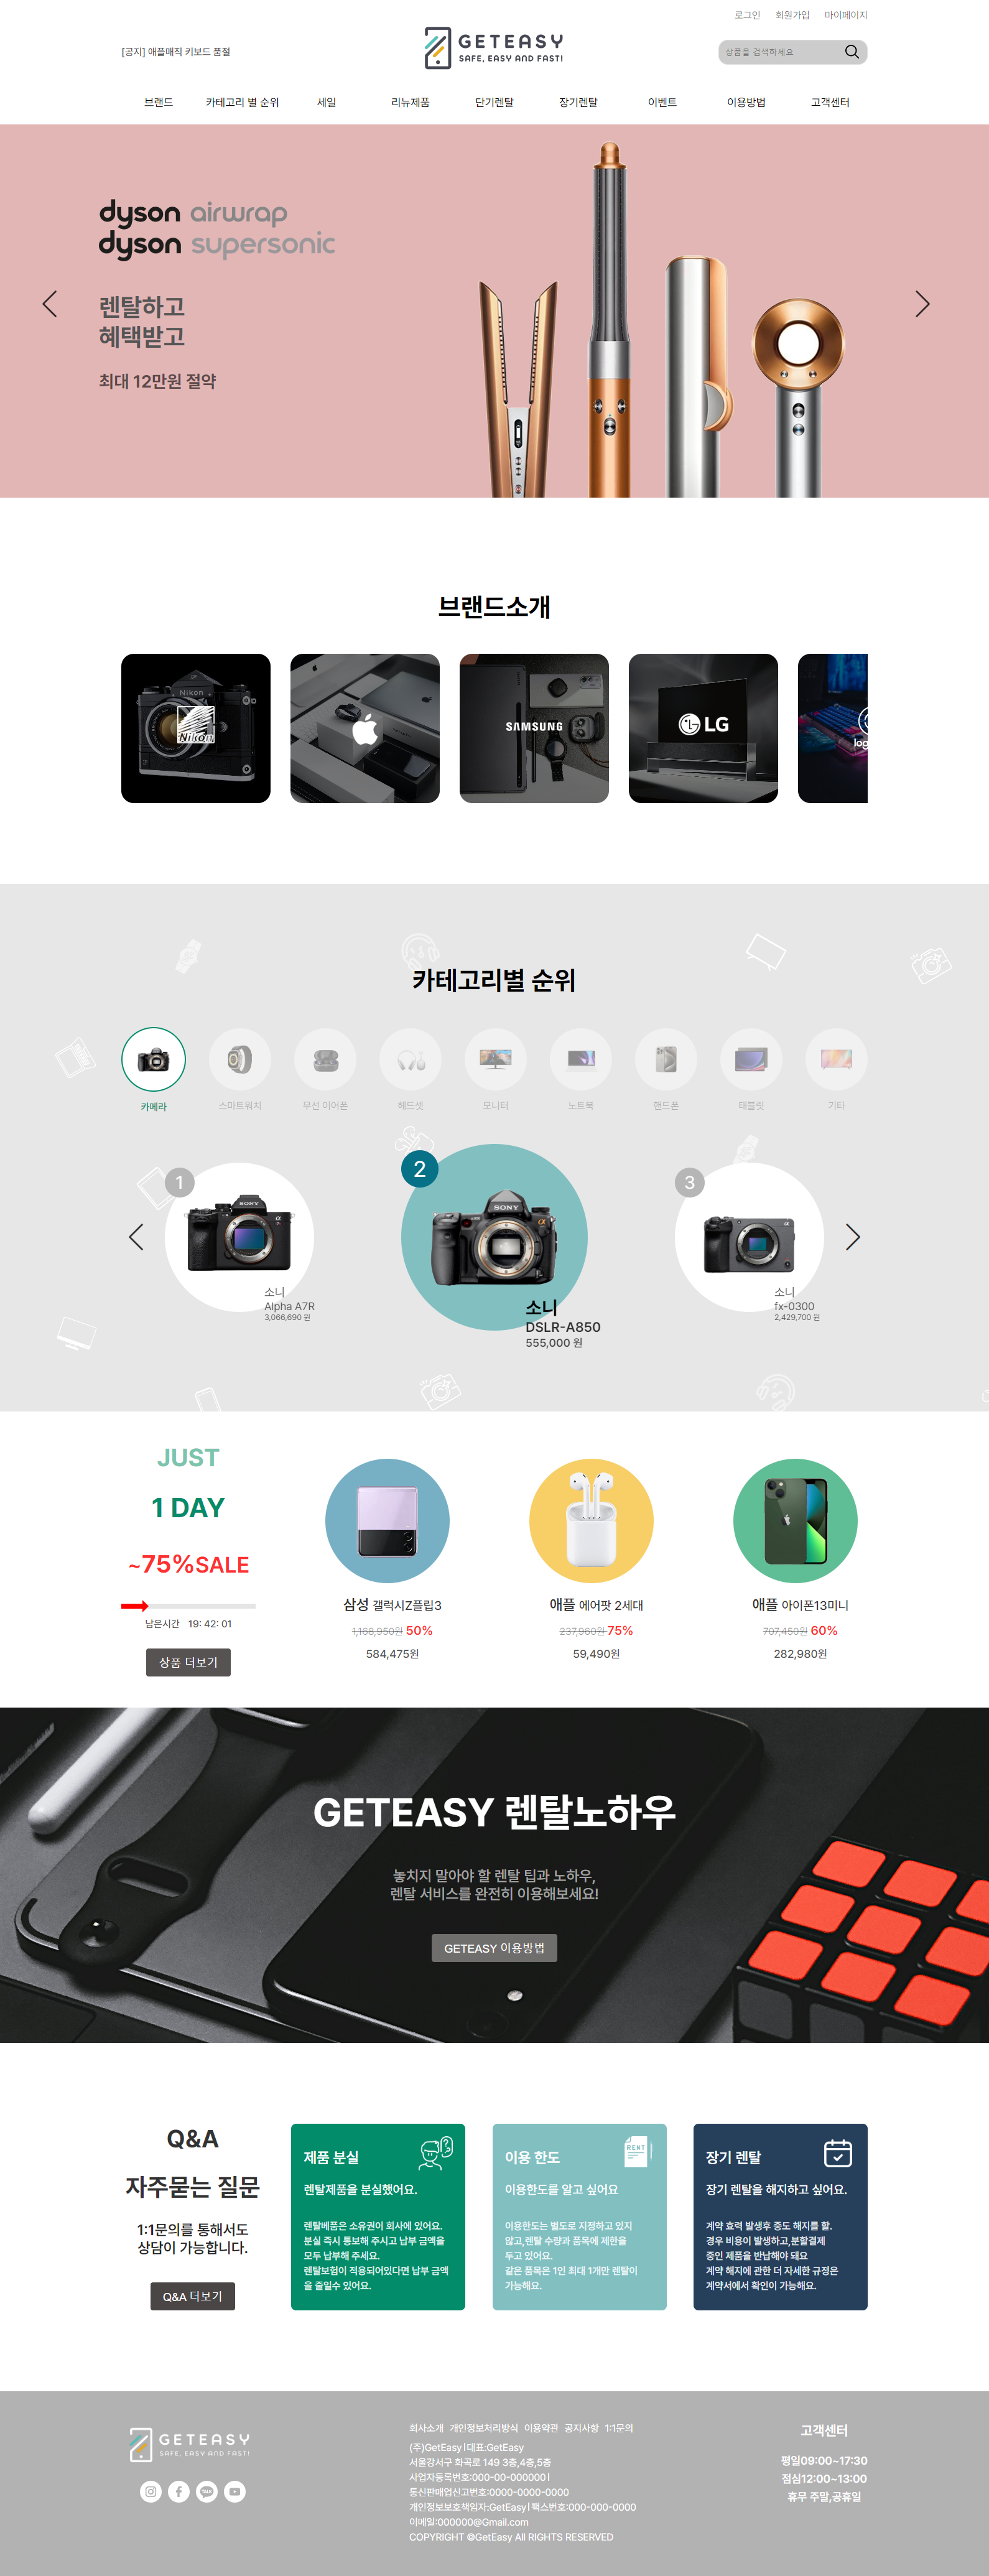 로그인 회원가입 마이페이지
[공지] 애플매직 키보드 품절
GETEASY
SAFE, EASY AND FAST!
상품을 검색하세요
브랜드 카테고리 별 순위 세일 리뉴제품 단기렌탈 장기렌탈 이벤트 이용방법 고객센터
dyson airwrap
dyson supersonic
렌탈하고
혜택받고
최대 12만원 절약
브랜드소개
Nikon
Nikon
SAMSUNG
LG
log
카테고리별 순위
카메라 스마트워치 무선 이어폰 헤드셋 모니터 노트북 핸드폰 태블릿 기타
1
SONY
소니
Alpha A7R
3,066,690 원
2
SONY
소니
DSLR-A850
555,000 원
3
소니
fx-0300
2,429,700 원
JUST
1 DAY
~75%SALE
남은시간 19: 42: 01
상품 더보기
삼성 갤럭시Z플립3
1,168,950원 50%
584,475원
애플 에어팟 2세대
237,960원 75%
59,490원
애플 아이폰13미니
707,450원 60%
282,980원
GETEASY 렌탈노하우
놓치지 말아야 할 렌탈 팁과 노하우,
렌탈 서비스를 완전히 이용해보세요!
GETEASY 이용방법
Q&A
자주묻는 질문
1:1문의를 통해서도
상담이 가능합니다.
Q&A 더보기
제품 분실
렌탈제품을 분실했어요.
렌탈베품은 소유권이 회사에 있어요.
분실 즉시 통보해 주시고 납부 금액을
모두 납부해 주세요.
렌탈보험이 적용되어있다면 납부 금액
을 줄일수 있어요.
이용 한도
RENT
이용한도를 알고 싶어요
이용한도는 별도로 지정하고 있지
않고,렌탈 수량과 품목에 제한을
두고 있어요.
같은 품목은 1인 최대 1개만 렌탈이
가능해요.
장기 렌탈
장기 렌탈을 해지하고 싶어요.
계약 효력 발생후 중도 해지를 할.
경우 비용이 발생하고,분할결제
중인 제품을 반납해야 돼요
계약 해지에 관한 더 자세한 규정은
계약서에서 확인이 가능해요.
GETEASY
SAFE, EASY AND FAST!
TALK
회사소개 개인정보처리방식 이용약관 공지사항 1:1문의
(주)GetEasy | 대표:GetEasy
서울강서구 화곡로 149 3층,4층,5층
사업자등록번호:000-00-000000 |
통신판매업신고번호:0000-0000-0000
개인정보보호책임자:GetEasy | 팩스번호:000-000-0000
이메일:000000@Gmail.com
COPYRIGHT ©GetEasy All RIGHTS RESERVED
고객센터
평일09:00~17:30
점심12:00~13:00
휴무 주말,공휴일